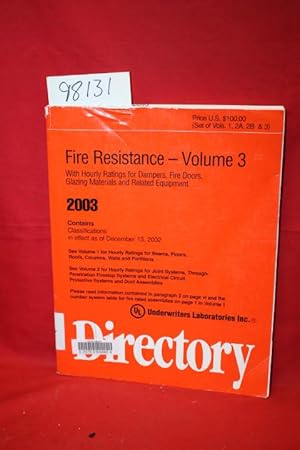 98131
Price U.S. $100.00
(Set of Vols. 1, 2A, 2B & 3)
Fire Resistance – Volume 3
With Hourly Ratings for Dampers, Fire Doors,
Glazing Materials and Related Equipment
2003
Contains
Classifications
in effect as of December 13, 2002
See Volume 1 for Hourly Ratings for Beams, Floors,
Roofs, Columns, Walls and Partitions
See Volume 2 for Hourly Ratings for Joint Systems, Through-
Penetration Firestop Systems and Electrical Circuit
Protective Systems and Duct Assemblies
Please read information contained in paragraph 2 on page vi and the
number system table for fire rated assemblies on page 1 in Volume 1
UL Underwriters Laboratories Inc.®
Directory